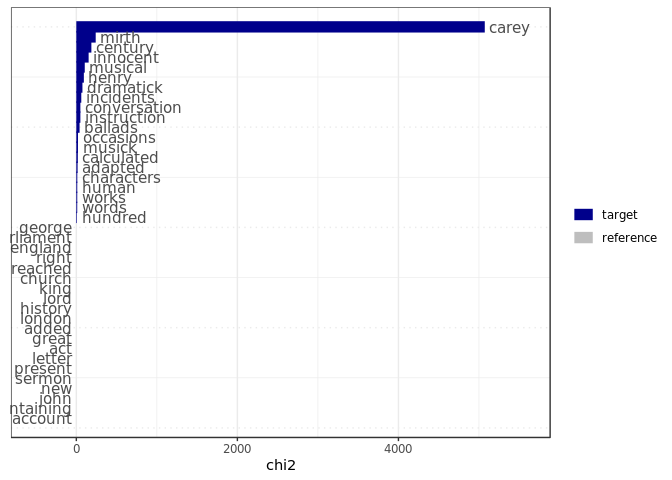 carey
mirth
century
innocent
musical
henry
dramatick
incidents
conversation
instruction
ballads
occasions
musick
calculated
adapted
characters
human
works
words
hundred
george
rliament
england
right
reached
church
king
lord
history
london
added
great
act
letter
present
sermon
new
john
ntaining
account
target
reference
0 2000 4000
chi2